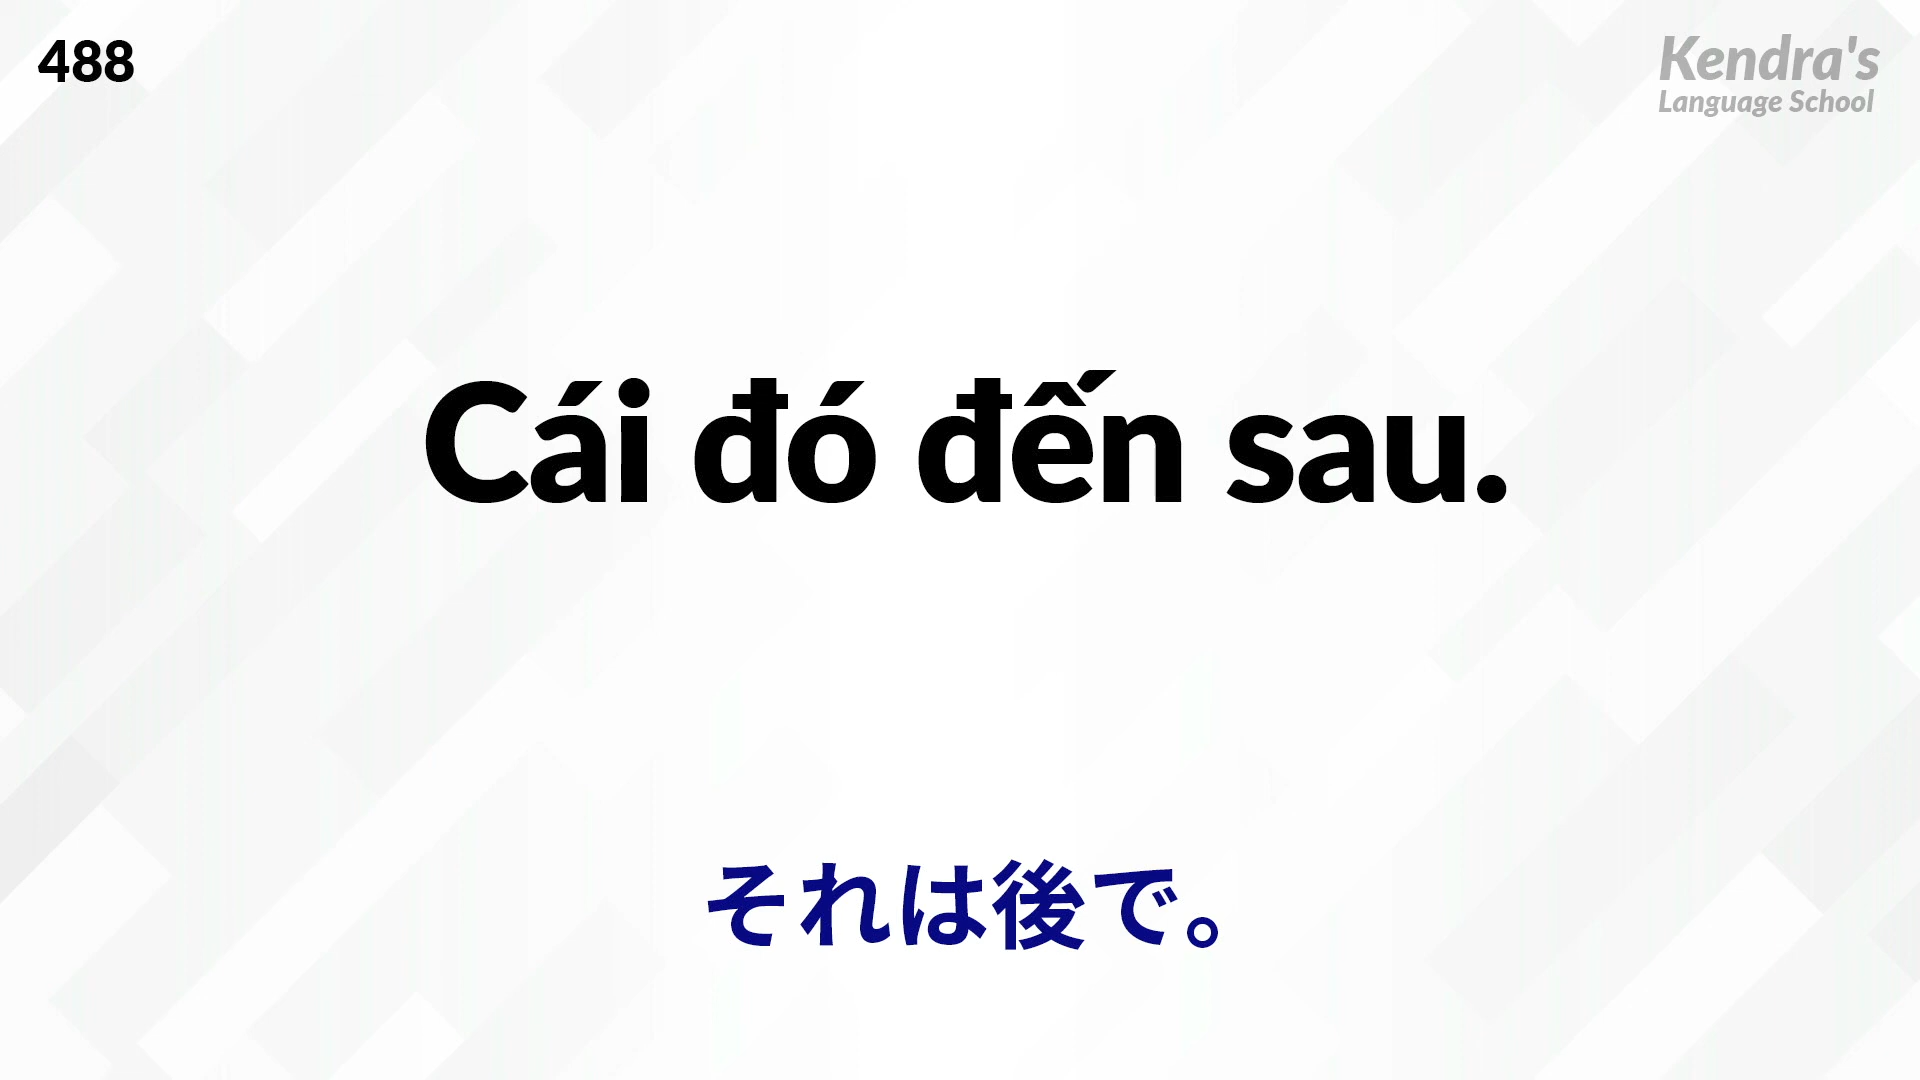 488
Kendra's
Language School
Cái đó đến sau.
それは後で。